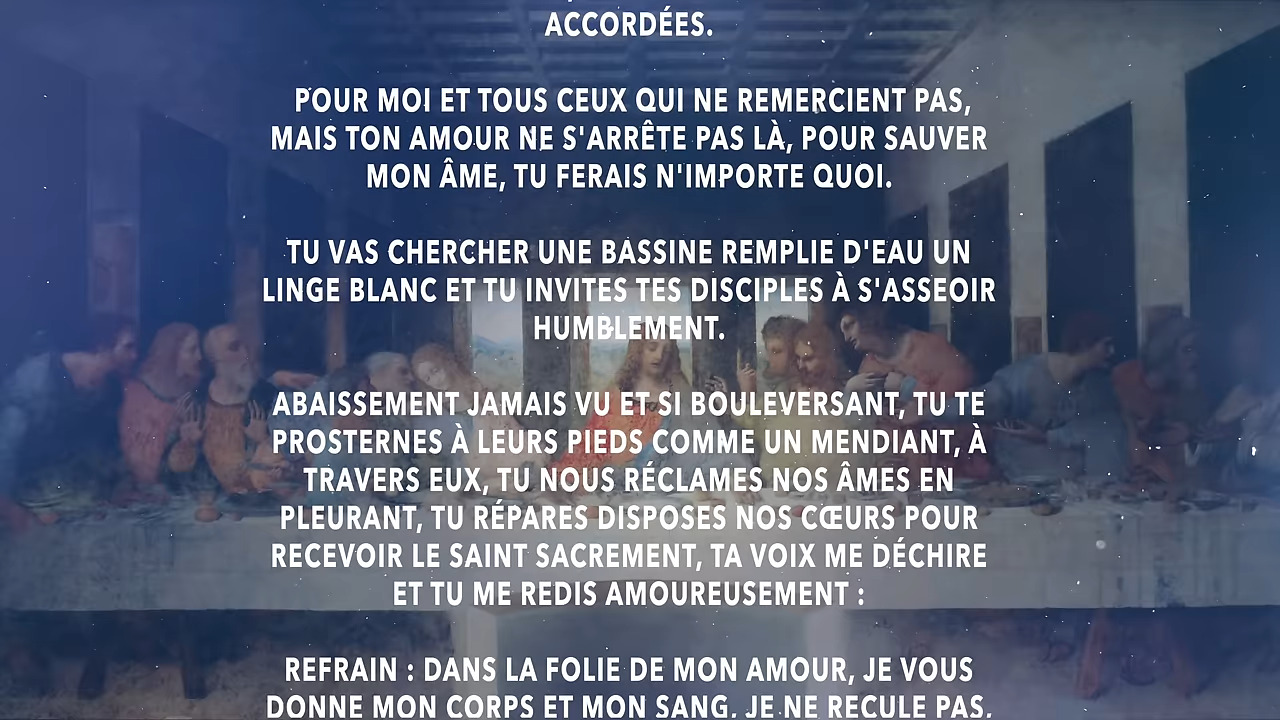 ACCORDÉES.
POUR MOI ET TOUS CEUX QUI NE REMERCIENT PAS,
MAIS TON AMOUR NE S'ARRÊTE PAS LÀ, POUR SAUVER
MON ÂME, TU FERAIS N'IMPORTE QUOI.
TU VAS CHERCHER UNE BASSINE REMPLIE D'EAU UN
LINGE BLANC ET TU INVITES TES DISCIPLES À S'ASSEOIR
HUMBLEMENT.
ABAISSEMENT JAMAIS VU ET SI BOULEVERSANT, TU TE
PROSTERNES À LEURS PIEDS COMME UN MENDIANT, À
TRAVERS EUX, TU NOUS RÉCLAMES NOS ÂMES EN
PLEURANT, TU RÉPARES DISPOSES NOS CŒURS POUR
RECEVOIR LE SAINT SACREMENT, TA VOIX ME DÉCHIRE
ET TU ME REDIS AMOUREUSEMENT :
REFRAIN : DANS LA FOLIE DE MON AMOUR, JE VOUS
DONNE MON CORPS ET MON SANG, JE NE RECULE PAS,